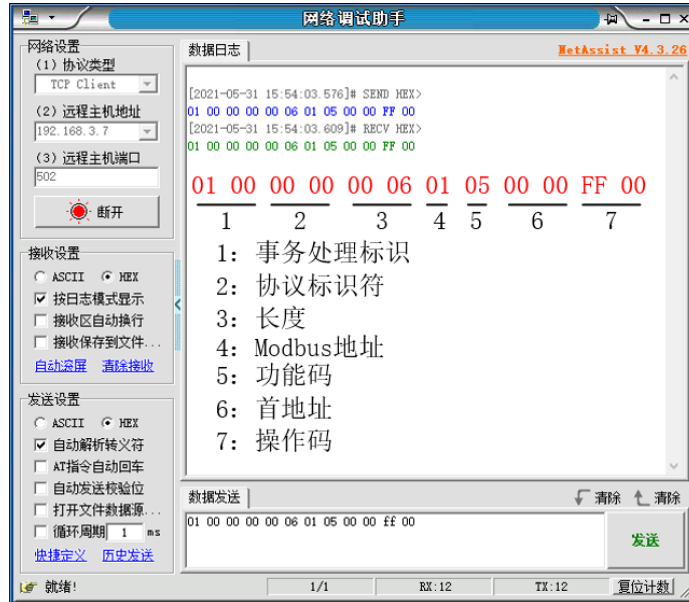 网络调试助手
网络设置
(1) 协议类型
TCP Client
(2) 远程主机地址
192.168.3.7
(3) 远程主机端口
502
断开
接收设置
ASCII HEX
按日志模式显示
接收区自动换行
接收保存到文件...
自动滚屏 清除接收
发送设置
ASCII HEX
自动解析转义符
AT指令自动回车
自动发送校验位
打开文件数据源...
循环周期 1 ms
快捷定义 历史发送
数据日志 NetAssist V4.3.26
[2021-05-31 15:54:03.576]# SEND HEX>
01 00 00 00 00 06 01 05 00 00 FF 00
[2021-05-31 15:54:03.609]# RECV HEX>
01 00 00 00 00 06 01 05 00 00 FF 00
01 00 00 00 00 06 01 05 00 00 FF 00
1 2 3 4 5 6 7
1: 事务处理标识
2: 协议标识符
3: 长度
4: Modbus地址
5: 功能码
6: 首地址
7: 操作码
数据发送 清除 清除
01 00 00 00 00 06 01 05 00 00 ff 00
发送
就绪! 1/1 RX:12 TX:12 复位计数